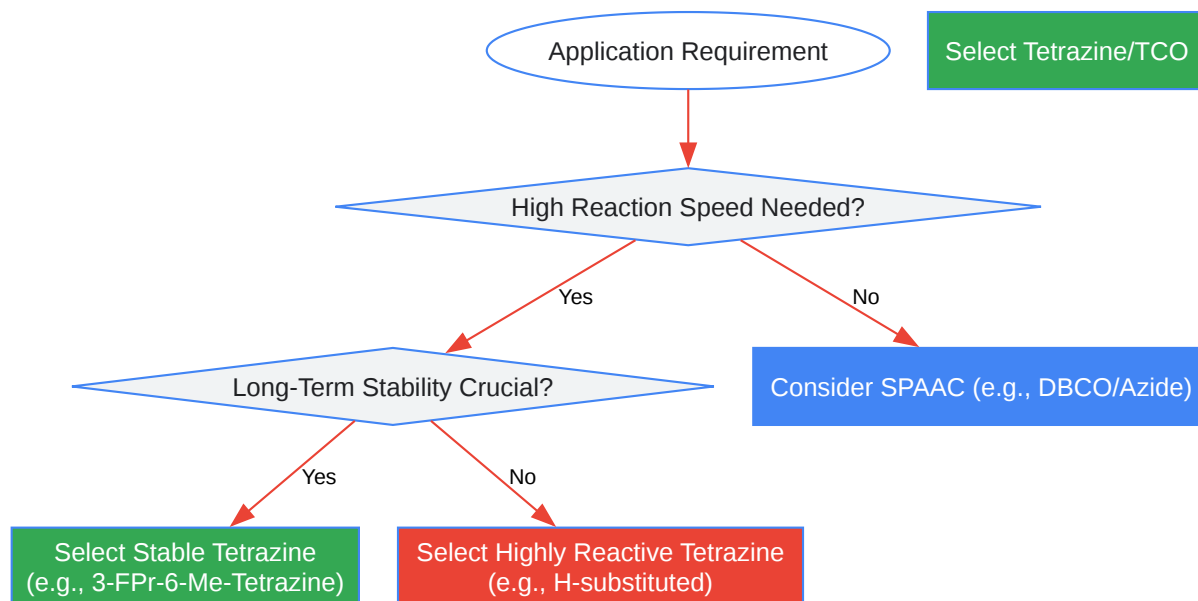 Application Requirement
Select Tetrazine/TCO
High Reaction Speed Needed?
Yes
No
Long-Term Stability Crucial?
Consider SPAAC (e.g., DBCO/Azide)
Yes
No
Select Stable Tetrazine
(e.g., 3-FPr-6-Me-Tetrazine)
Select Highly Reactive Tetrazine
(e.g., H-substituted)